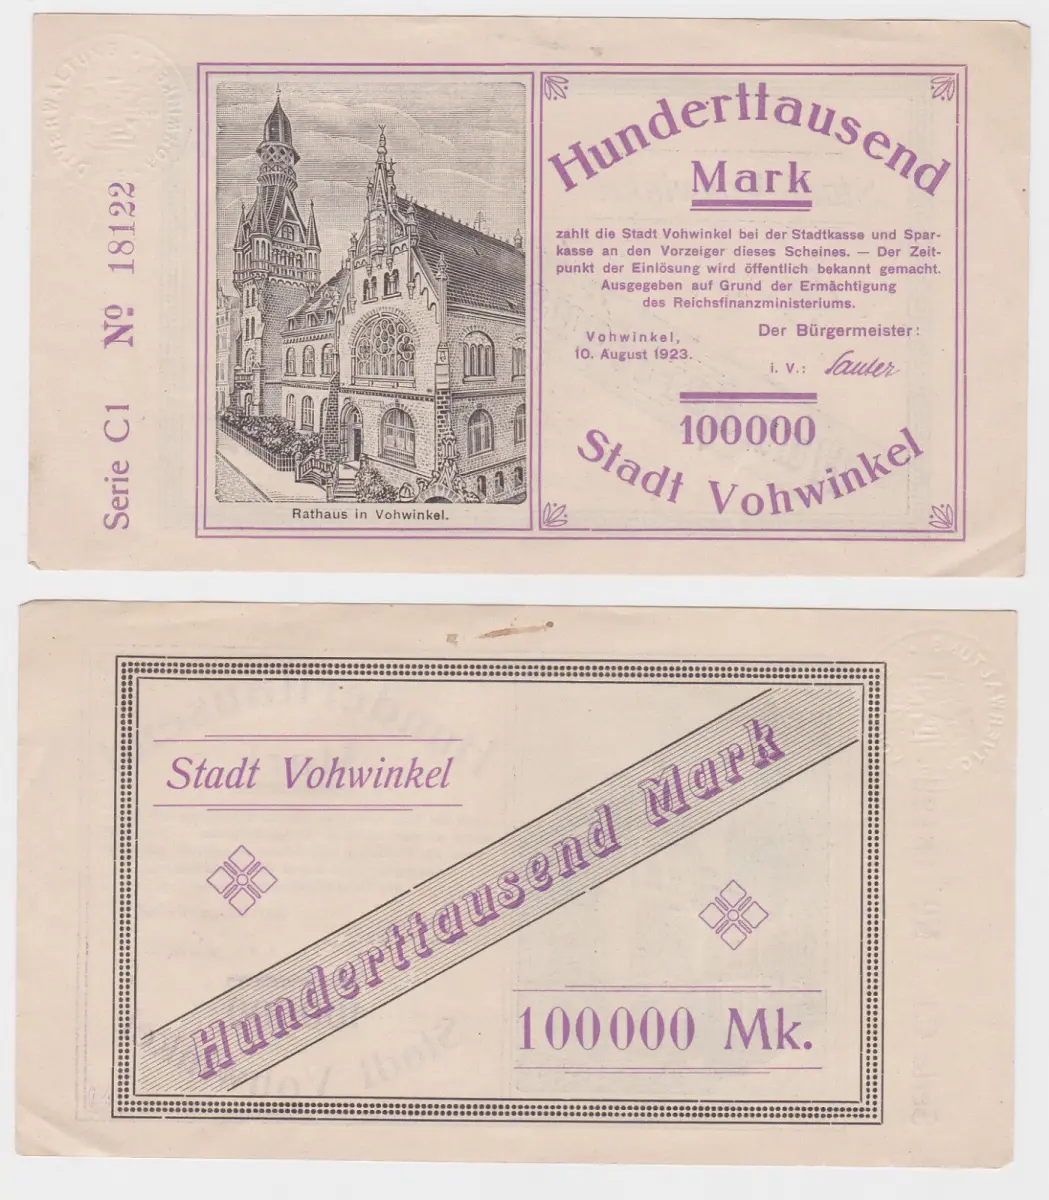 Serie C1 No 18122
Rathaus in Vohwinkel.
Hunderttausend
Mark
zahlt die Stadt Vohwinkel bei der Stadtkasse und Spar-
kasse an den Vorzeiger dieses Scheines. — Der Zeit-
punkt der Einlösung wird öffentlich bekannt gemacht.
Ausgegeben auf Grund der Ermächtigung
des Reichsfinanzministeriums.
Vohwinkel,
10. August 1923.
Der Bürgermeister:
i. V.: Sauter
100000
Stadt Vohwinkel
Stadt Vohwinkel
Hunderttausend Mark
100000 Mk.